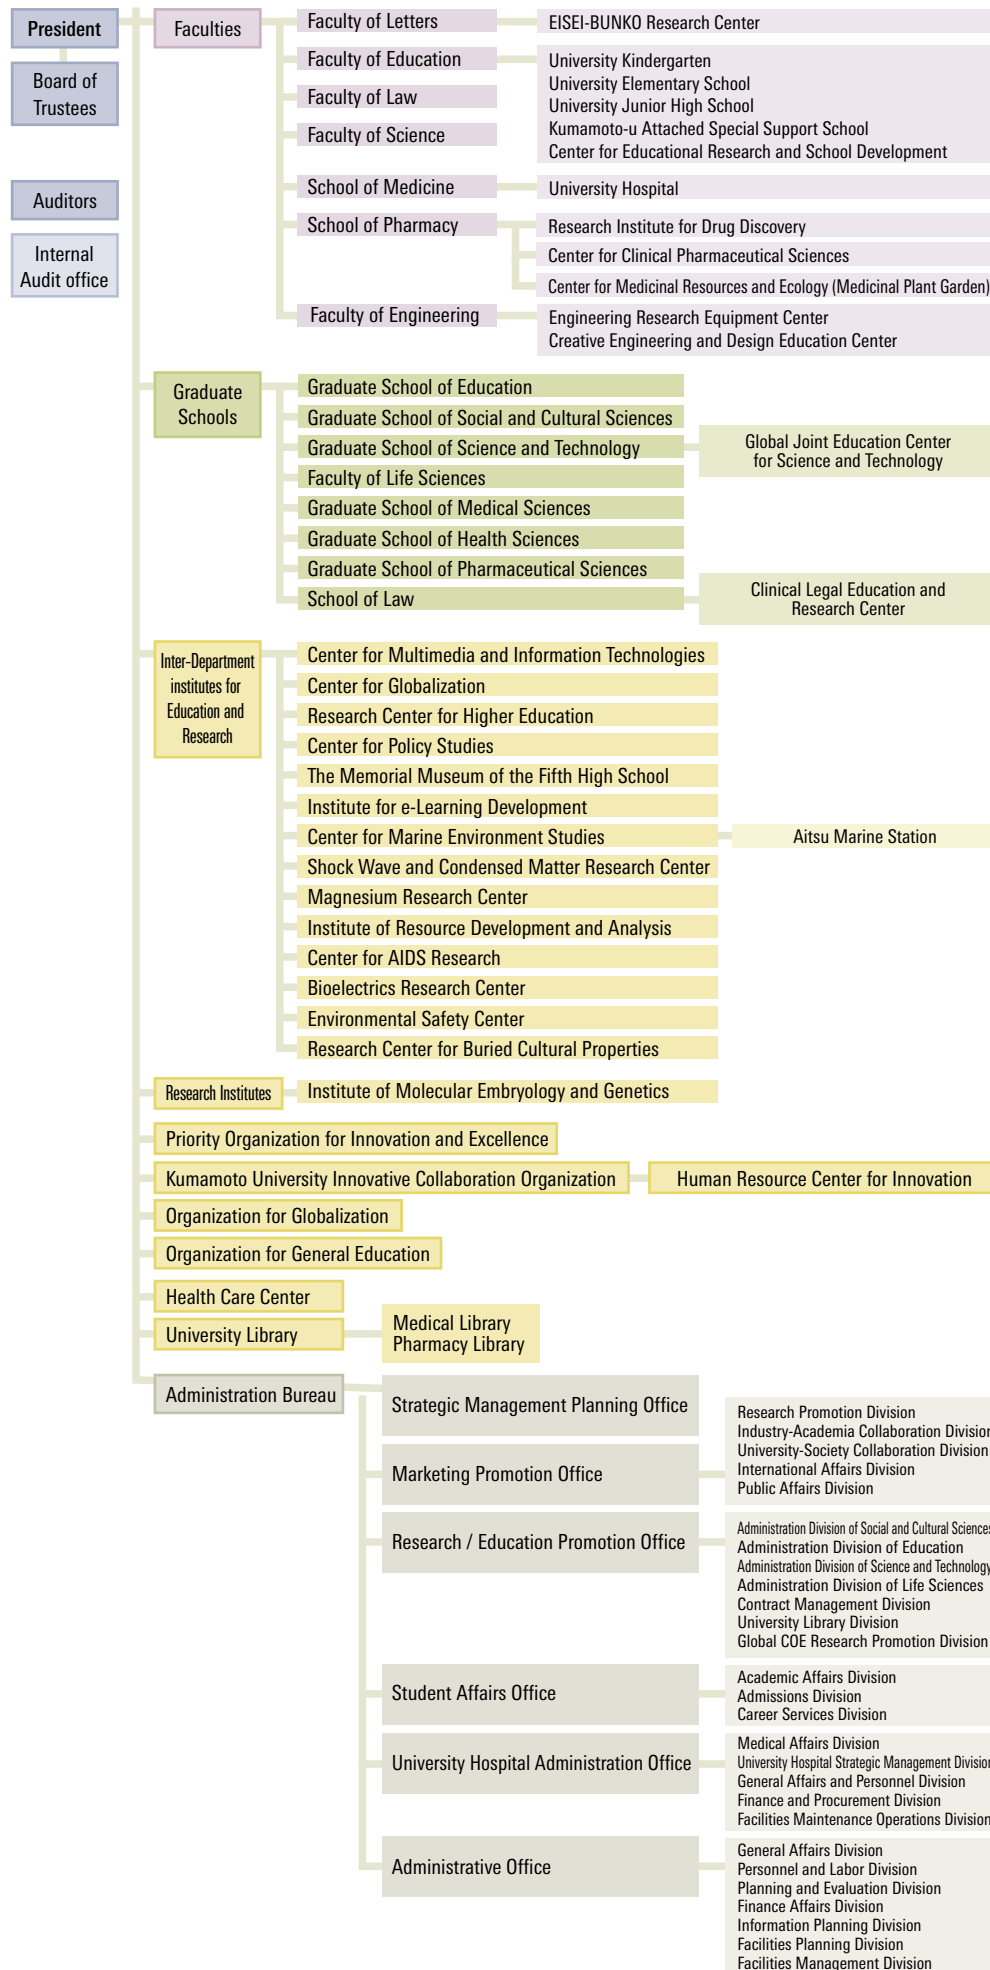 President
Board of
Trustees
Auditors
Internal
Audit office
Faculties
Faculty of Letters
EISEI-BUNKO Research Center
Faculty of Education
University Kindergarten
University Elementary School
University Junior High School
Kumamoto-u Attached Special Support School
Center for Educational Research and School Development
Faculty of Law
Faculty of Science
School of Medicine
University Hospital
School of Pharmacy
Research Institute for Drug Discovery
Center for Clinical Pharmaceutical Sciences
Center for Medicinal Resources and Ecology (Medicinal Plant Garden)
Faculty of Engineering
Engineering Research Equipment Center
Creative Engineering and Design Education Center
Graduate
Schools
Graduate School of Education
Graduate School of Social and Cultural Sciences
Graduate School of Science and Technology
Global Joint Education Center
for Science and Technology
Faculty of Life Sciences
Graduate School of Medical Sciences
Graduate School of Health Sciences
Graduate School of Pharmaceutical Sciences
School of Law
Clinical Legal Education and
Research Center
Inter-Department
institutes for
Education and
Research
Center for Multimedia and Information Technologies
Center for Globalization
Research Center for Higher Education
Center for Policy Studies
The Memorial Museum of the Fifth High School
Institute for e-Learning Development
Center for Marine Environment Studies
Aitsu Marine Station
Shock Wave and Condensed Matter Research Center
Magnesium Research Center
Institute of Resource Development and Analysis
Center for AIDS Research
Bioelectrics Research Center
Environmental Safety Center
Research Center for Buried Cultural Properties
Research Institutes
Institute of Molecular Embryology and Genetics
Priority Organization for Innovation and Excellence
Kumamoto University Innovative Collaboration Organization
Human Resource Center for Innovation
Organization for Globalization
Organization for General Education
Health Care Center
University Library
Medical Library
Pharmacy Library
Administration Bureau
Strategic Management Planning Office
Marketing Promotion Office
Research Promotion Division
Industry-Academia Collaboration Division
University-Society Collaboration Division
International Affairs Division
Public Affairs Division
Research / Education Promotion Office
Administration Division of Social and Cultural Sciences
Administration Division of Education
Administration Division of Science and Technology
Administration Division of Life Sciences
Contract Management Division
University Library Division
Global COE Research Promotion Division
Student Affairs Office
Academic Affairs Division
Admissions Division
Career Services Division
University Hospital Administration Office
Medical Affairs Division
University Hospital Strategic Management Division
General Affairs and Personnel Division
Finance and Procurement Division
Facilities Maintenance Operations Division
Administrative Office
General Affairs Division
Personnel and Labor Division
Planning and Evaluation Division
Finance Affairs Division
Information Planning Division
Facilities Planning Division
Facilities Management Division